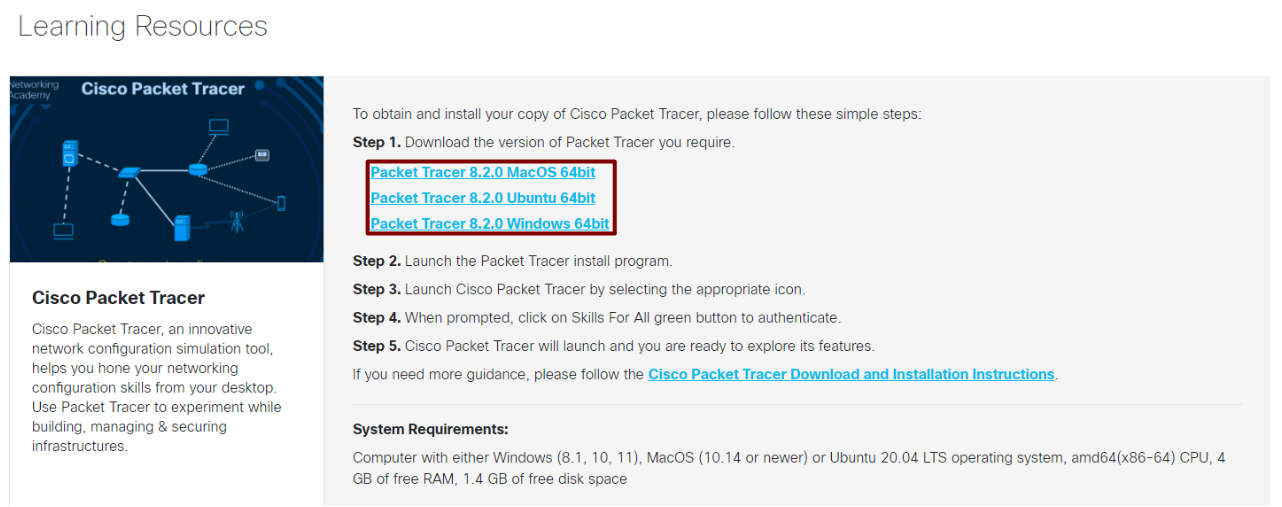 Learning Resources
Networking
Academy
Cisco Packet Tracer
Cisco Packet Tracer
Cisco Packet Tracer, an innovative
network configuration simulation tool,
helps you hone your networking
configuration skills from your desktop.
Use Packet Tracer to experiment while
building, managing & securing
infrastructures.
To obtain and install your copy of Cisco Packet Tracer, please follow these simple steps:
Step 1. Download the version of Packet Tracer you require.
Packet Tracer 8.2.0 MacOS 64bit
Packet Tracer 8.2.0 Ubuntu 64bit
Packet Tracer 8.2.0 Windows 64bit
Step 2. Launch the Packet Tracer install program.
Step 3. Launch Cisco Packet Tracer by selecting the appropriate icon.
Step 4. When prompted, click on Skills For All green button to authenticate.
Step 5. Cisco Packet Tracer will launch and you are ready to explore its features.
If you need more guidance, please follow the Cisco Packet Tracer Download and Installation Instructions.
System Requirements:
Computer with either Windows (8.1, 10, 11), MacOS (10.14 or newer) or Ubuntu 20.04 LTS operating system, amd64(x86-64) CPU, 4
GB of free RAM, 1.4 GB of free disk space